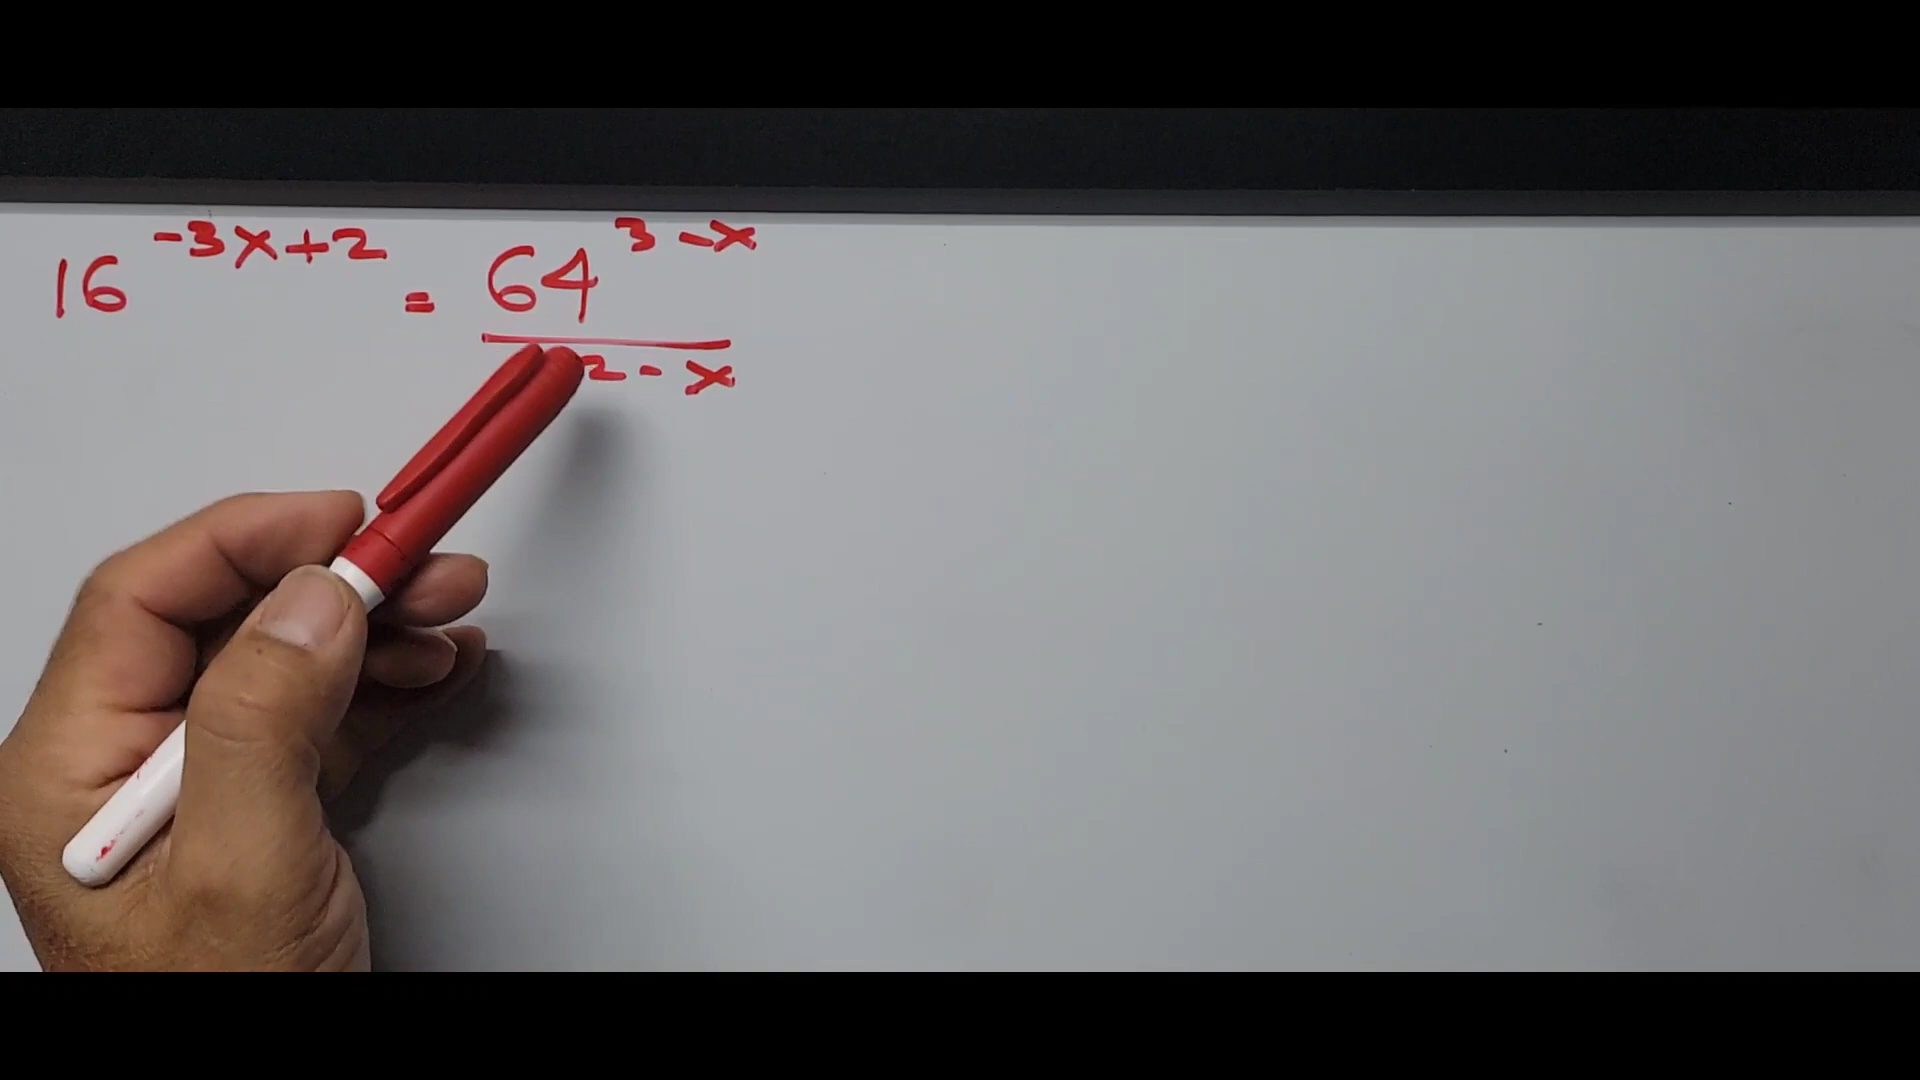 16^-3x+2 = 64^3-x
2-x